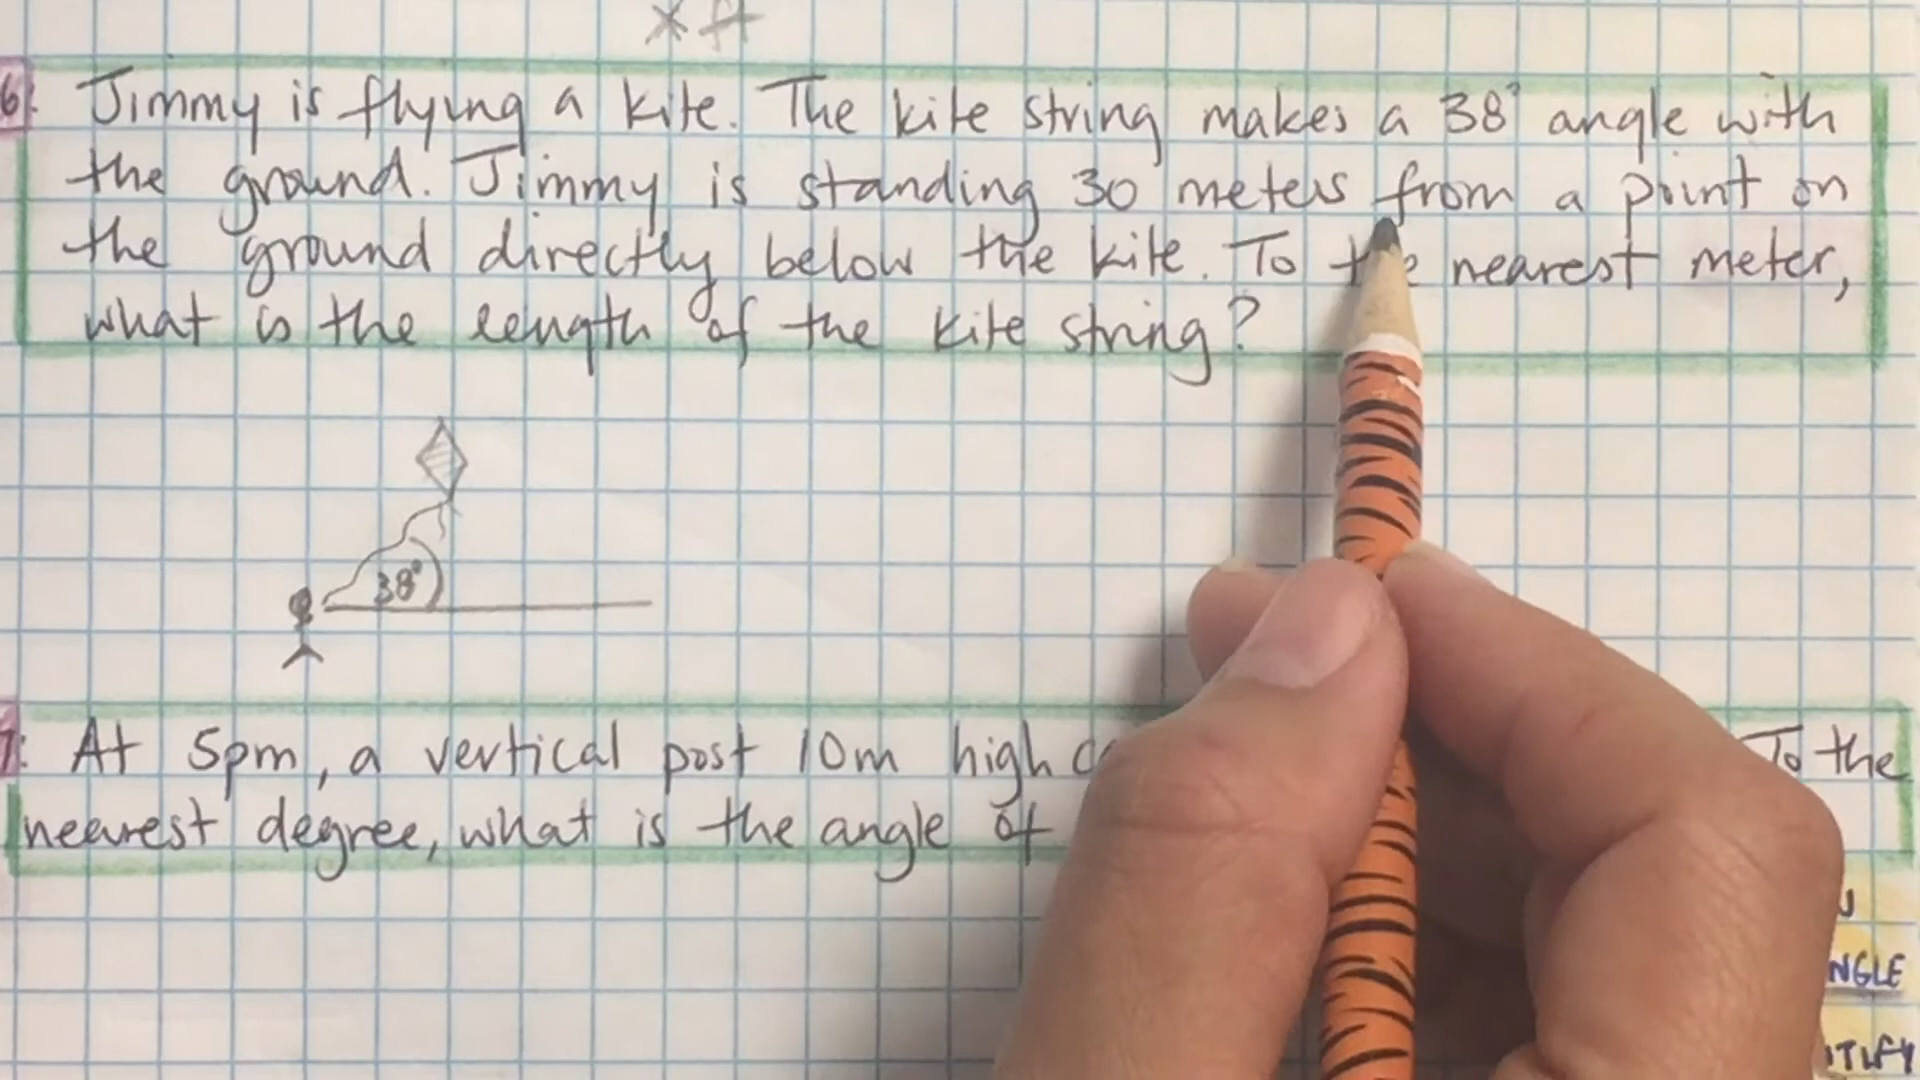 6. Jimmy is flying a kite. The kite string makes a 38° angle with
the ground. Jimmy is standing 30 meters from a point on
the ground directly below the kite. To the nearest meter,
what is the length of the kite string?
38°
7. At 5pm, a vertical post 10m high To the
nearest degree, what is the angle of